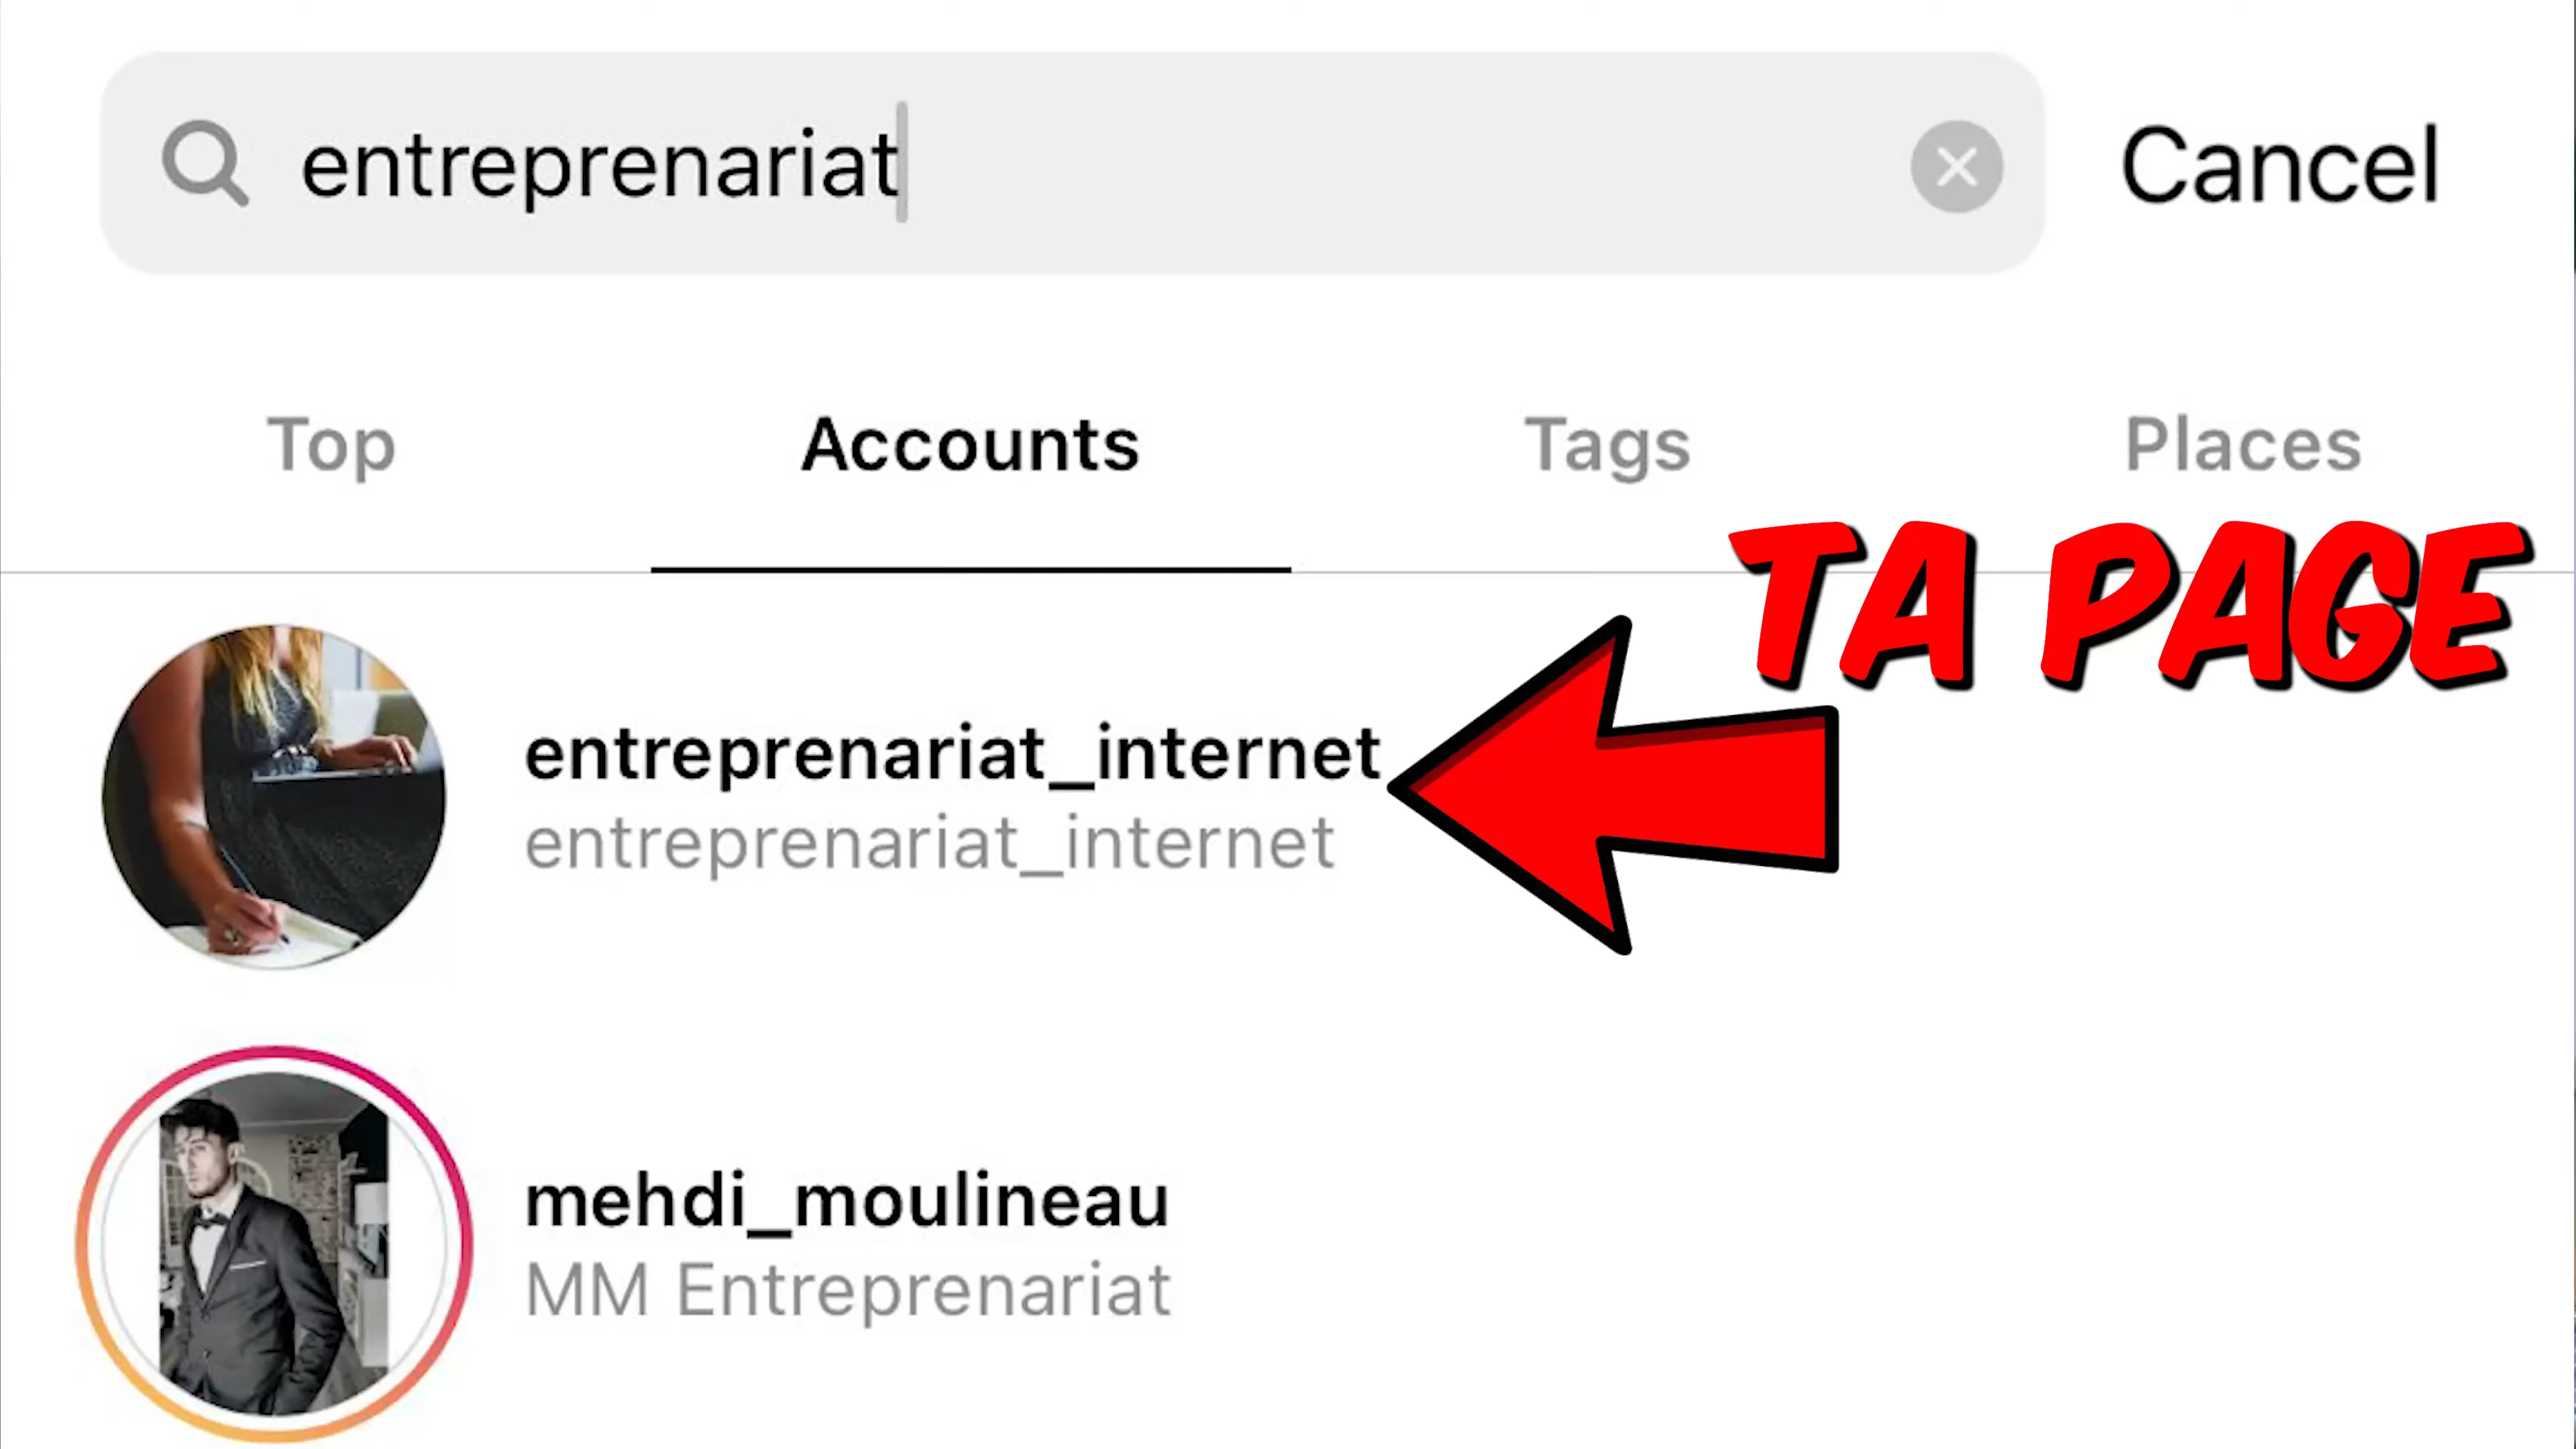 entreprenariat
Cancel
Top
Accounts
Tags
Places
TA PAGE
entreprenariat_internet
entreprenariat_internet
mehdi_moulineau
MM Entreprenariat